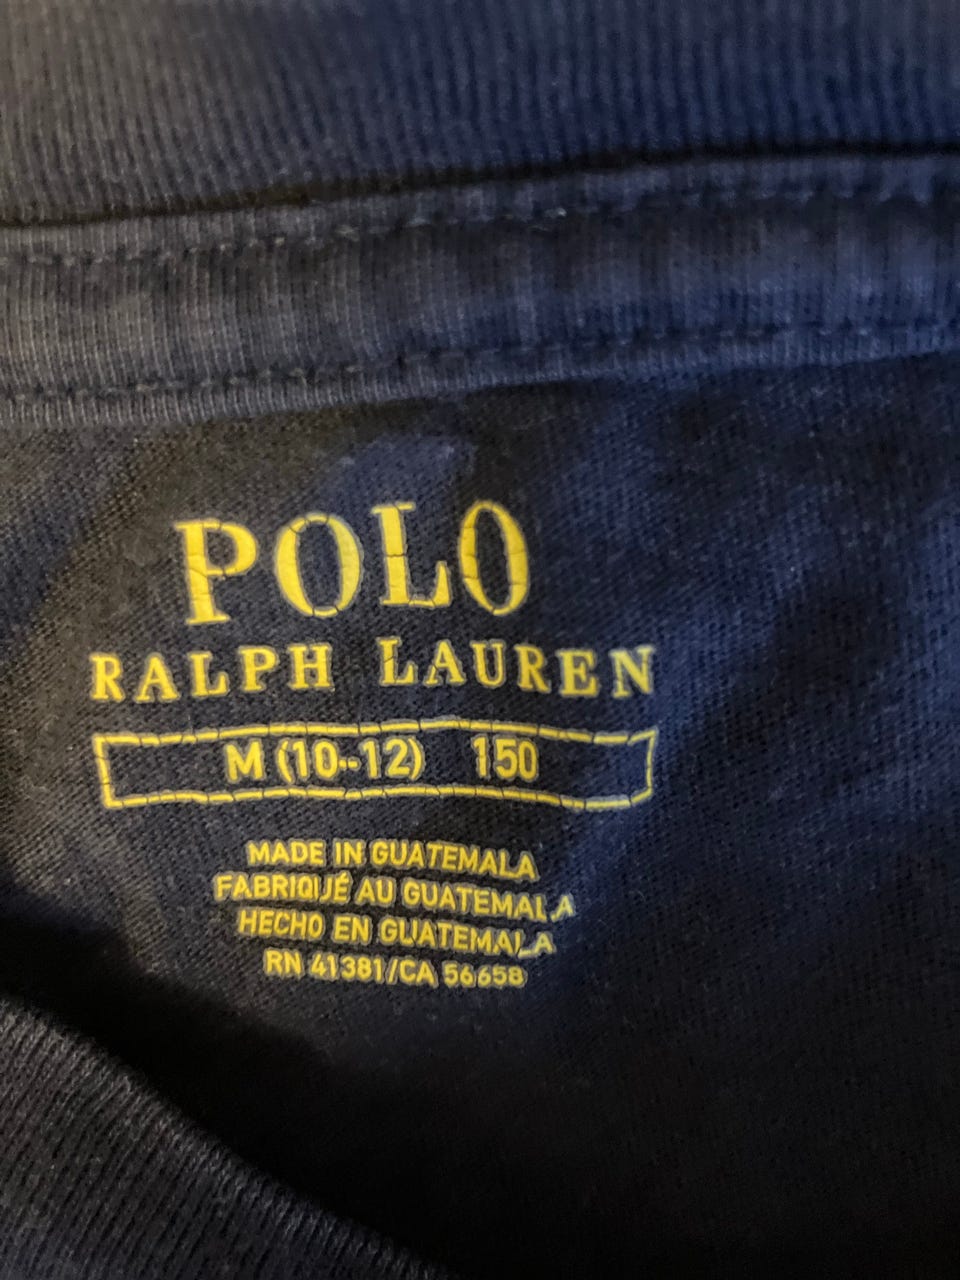 POLO
RALPH LAUREN
M (10-12) 150
MADE IN GUATEMALA
FABRIQUÉ AU GUATEMALA
HECHO EN GUATEMALA
RN 41381/CA 56658